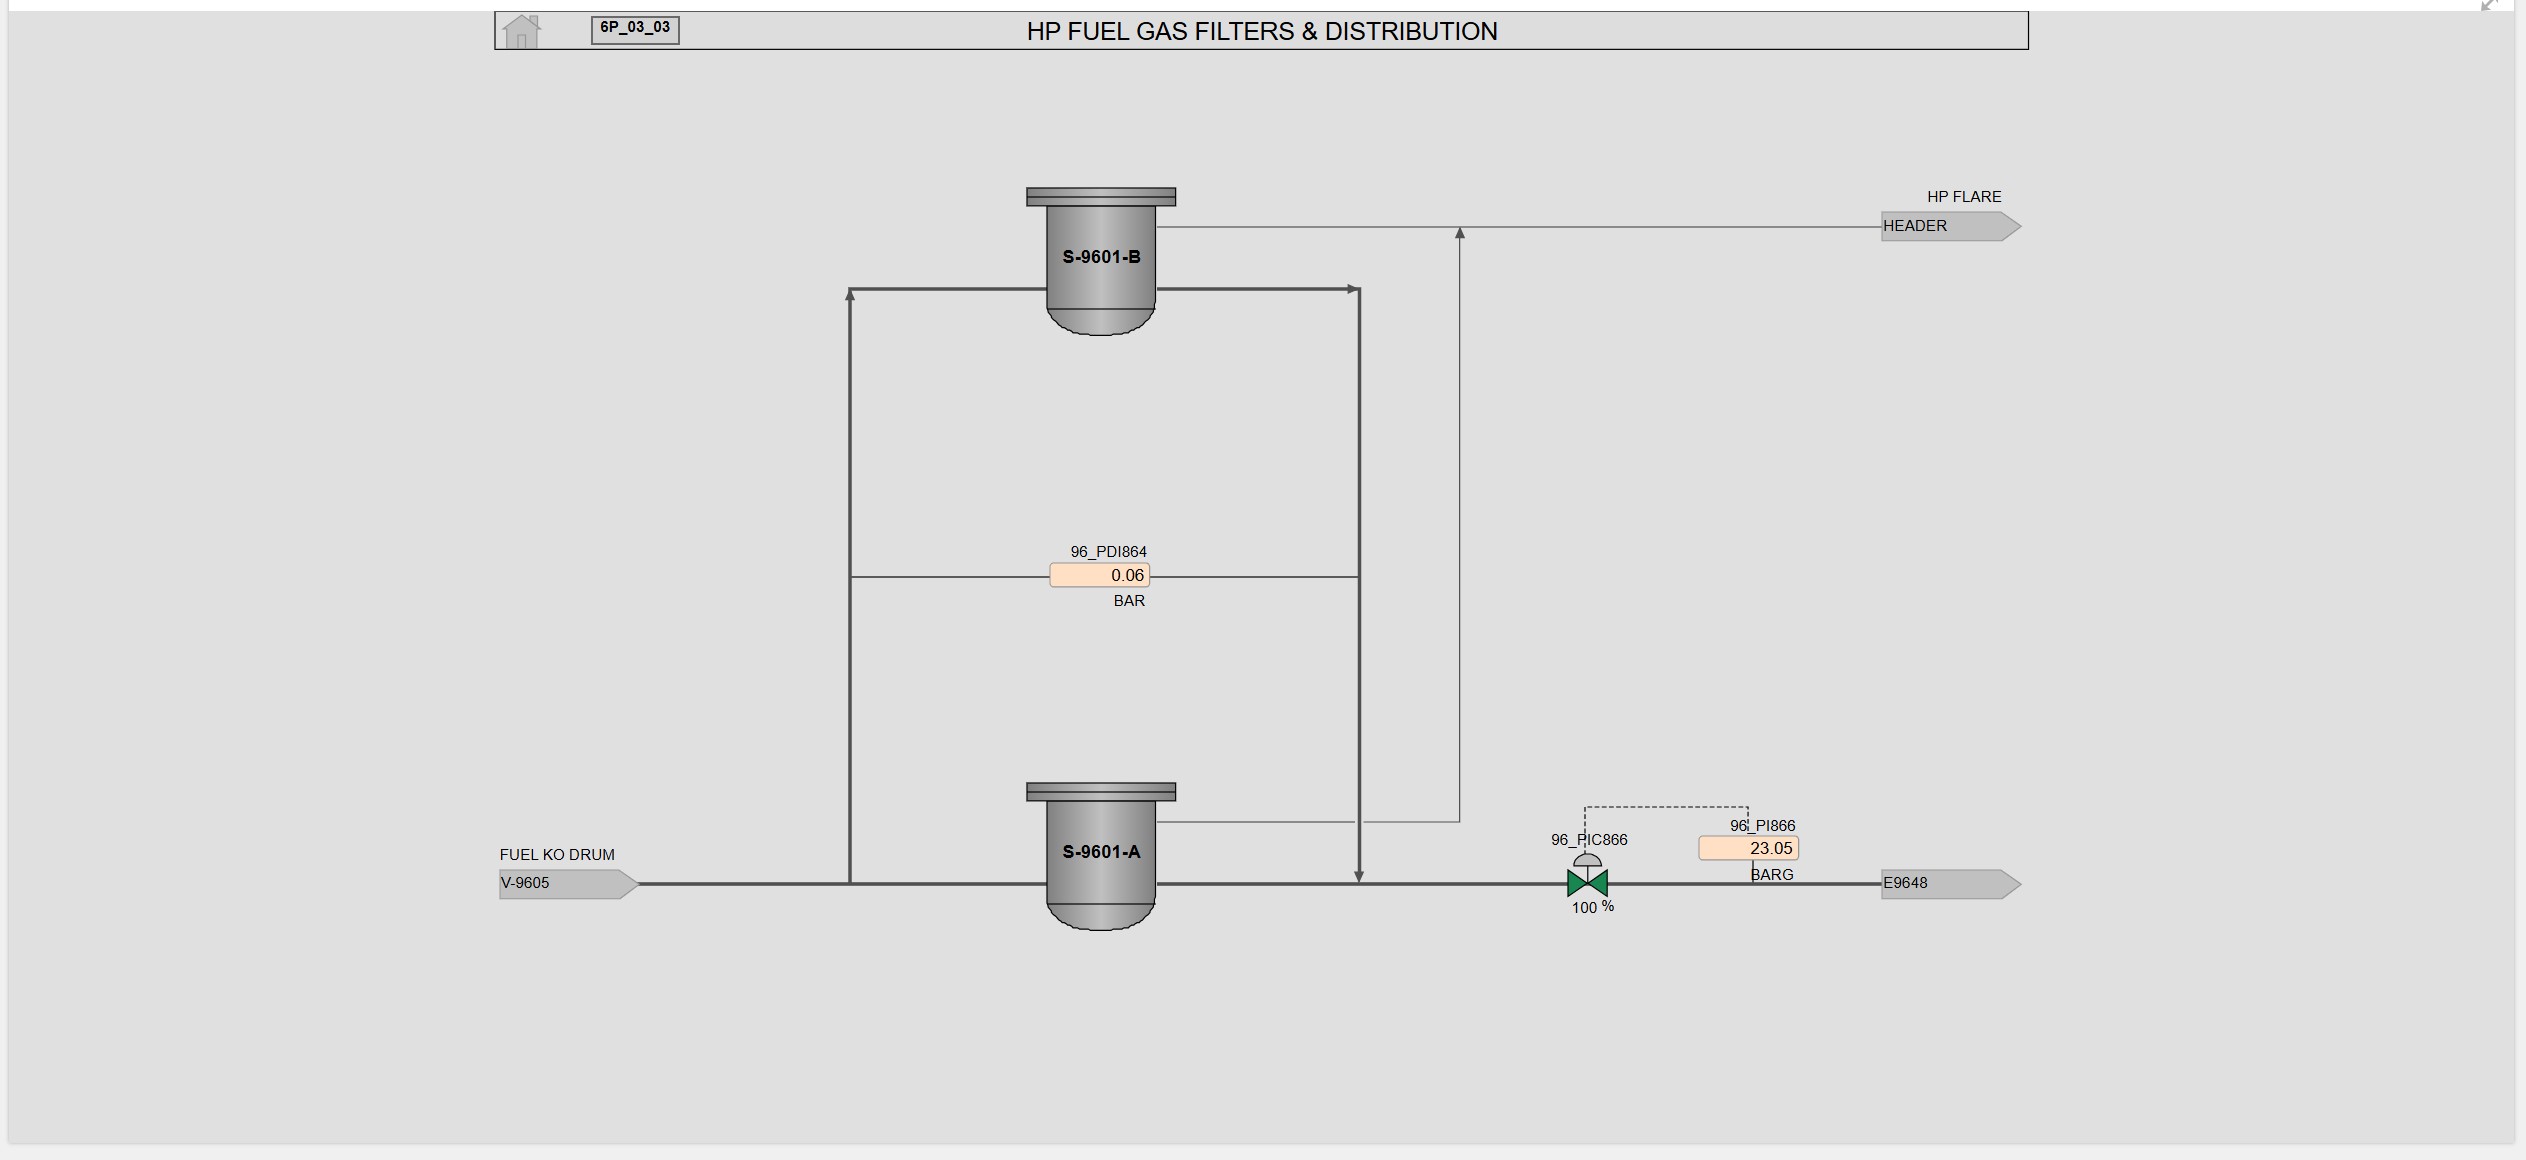 6P_03_03
HP FUEL GAS FILTERS & DISTRIBUTION
HP FLARE
HEADER
S-9601-B
96_PDI864
0.06
BAR
S-9601-A
FUEL KO DRUM
V-9605
96_PIC866
100 %
96_PI866
23.05
BARG
E9648